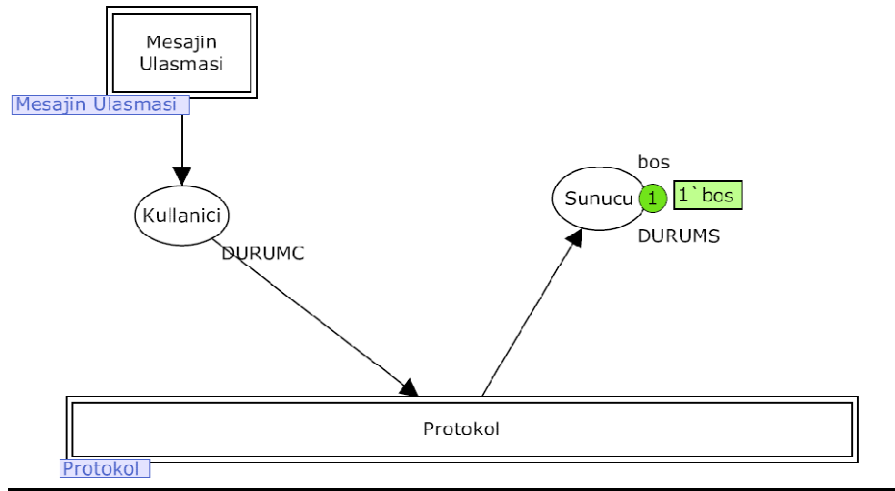 Mesajin
Ulasmasi
Mesajin Ulasmasi
bos
Kullanici
Sunucu
1
1`bos
DURUMC
DURUMS
Protokol
Protokol